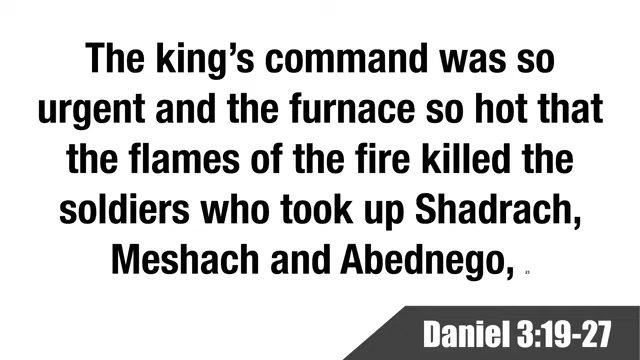 The king’s command was so
urgent and the furnace so hot that
the flames of the fire killed the
soldiers who took up Shadrach,
Meshach and Abednego,
Daniel 3:19-27